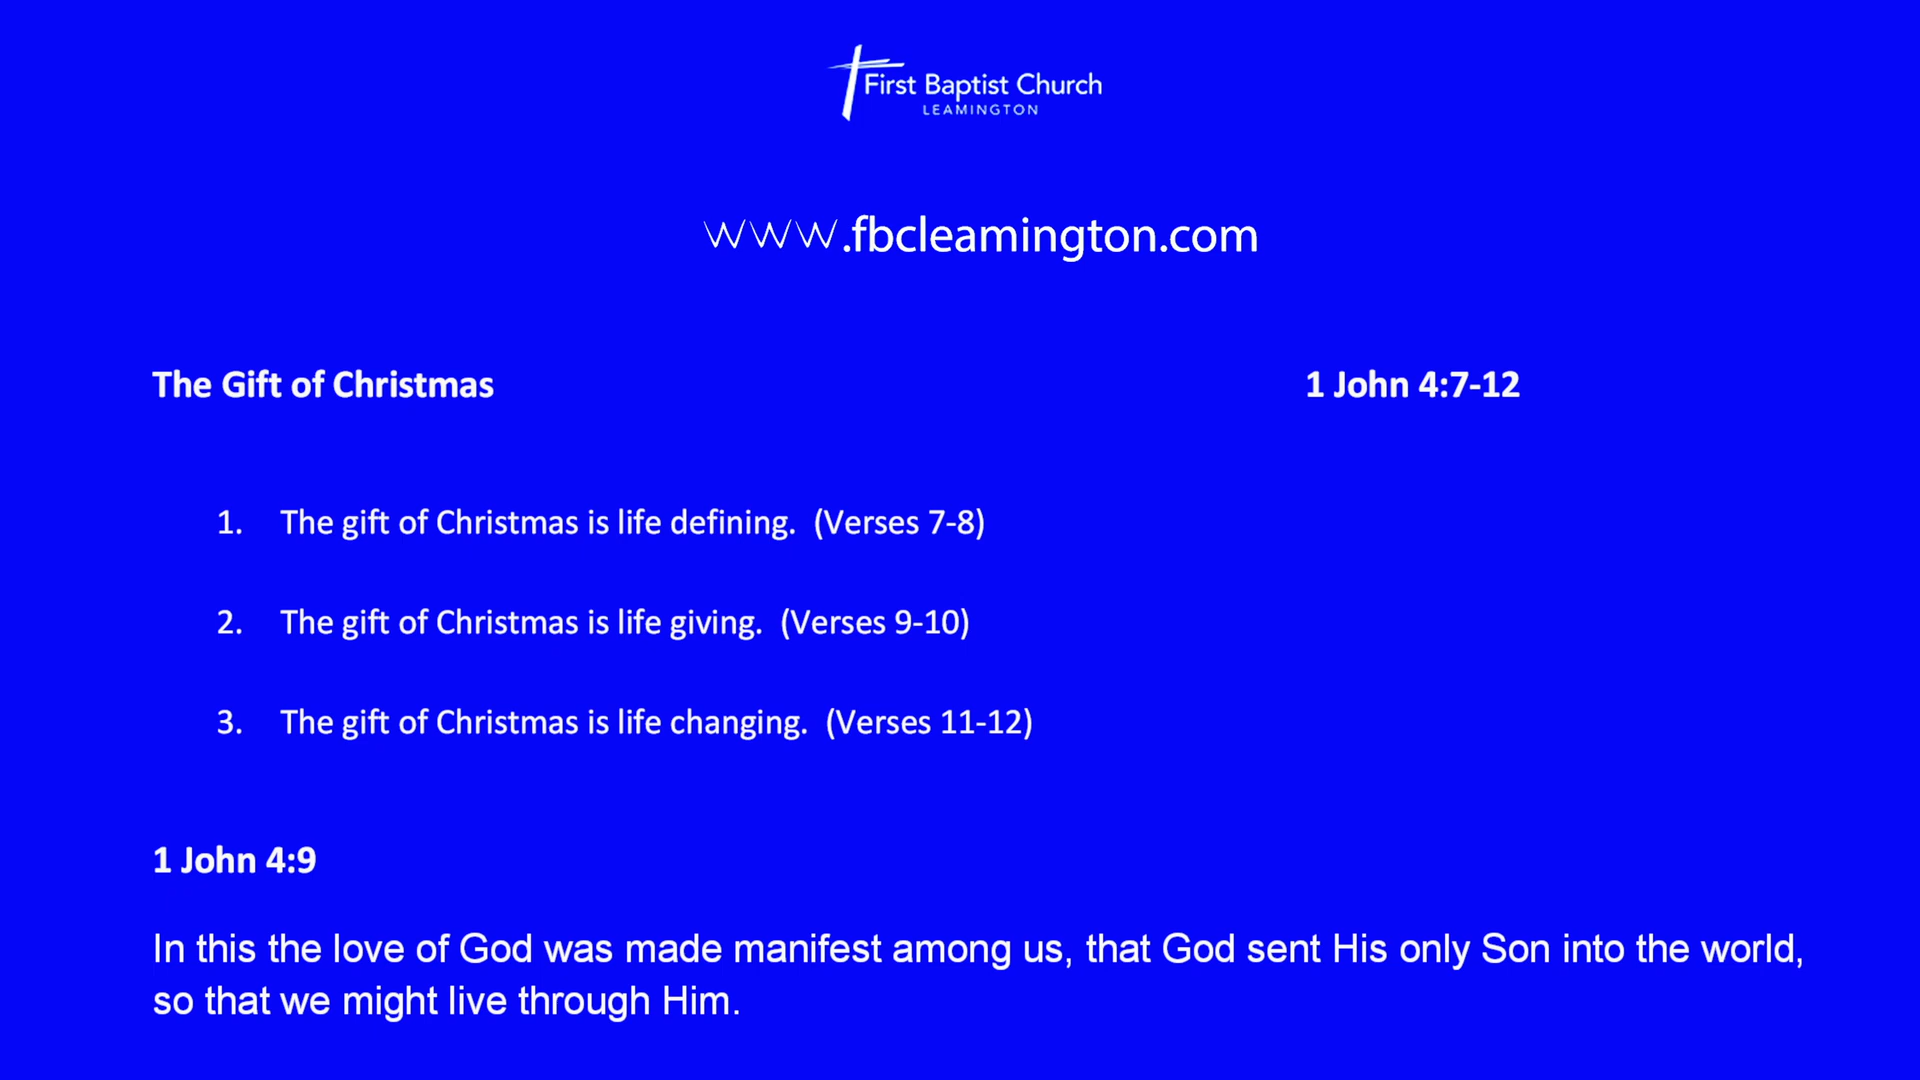 First Baptist Church
LEAMINGTON
www.fbcleamington.com
The Gift of Christmas 1 John 4:7-12
1. The gift of Christmas is life defining. (Verses 7-8)
2. The gift of Christmas is life giving. (Verses 9-10)
3. The gift of Christmas is life changing. (Verses 11-12)
1 John 4:9
In this the love of God was made manifest among us, that God sent His only Son into the world,
so that we might live through Him.